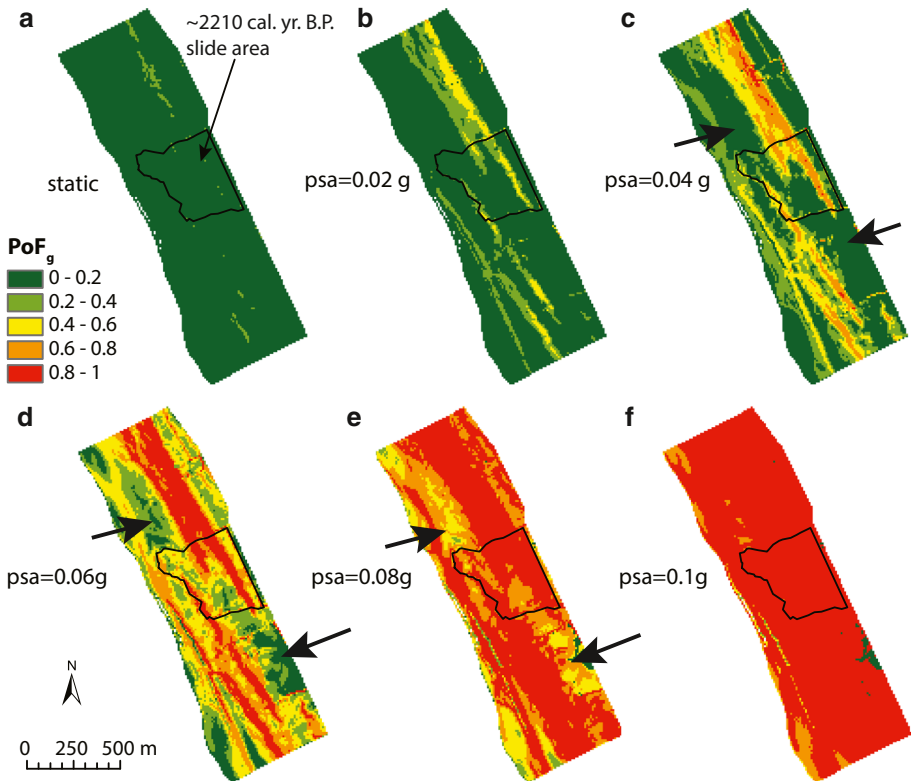 a
~2210 cal. yr. B.P.
slide area
b
c
static
psa=0.02 g
psa=0.04 g
PoFg
0 - 0.2
0.2 - 0.4
0.4 - 0.6
0.6 - 0.8
0.8 - 1
d
e
f
psa=0.06g
psa=0.08g
psa=0.1g
N
0 250 500 m